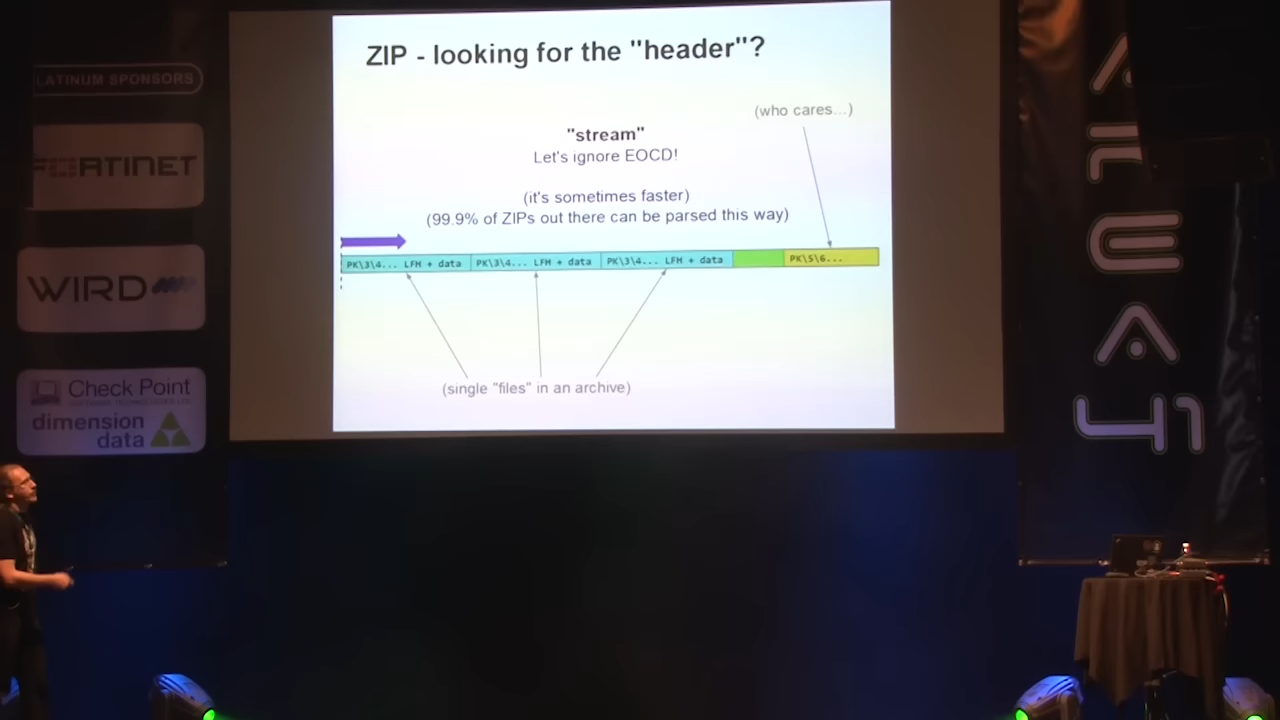 ZIP - looking for the "header"?
(who cares...)
"stream"
Let's ignore EOCD!
(it's sometimes faster)
(99.9% of ZIPs out there can be parsed this way)
PK\3\4... LFH + data
PK\3\4... LFH + data
PK\3\4... LFH + data
PK\5\6...
(single "files" in an archive)
LATINUM SPONSORS
FORTINET
WIRD
Check Point
dimension
data
AREA
41